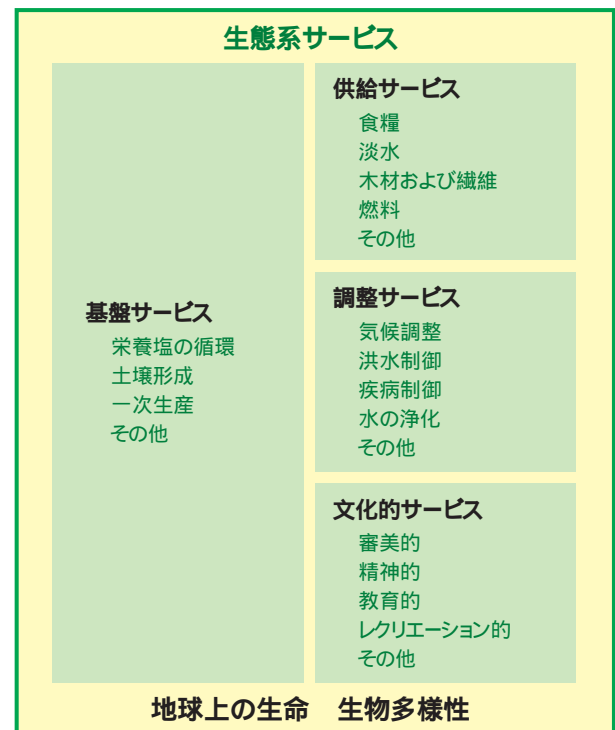 生態系サービス
基盤サービス
栄養塩の循環
土壌形成
一次生産
その他
供給サービス
食糧
淡水
木材および繊維
燃料
その他
調整サービス
気候調整
洪水制御
疾病制御
水の浄化
その他
文化的サービス
審美的
精神的
教育的
レクリエーション的
その他
地球上の生命　生物多様性